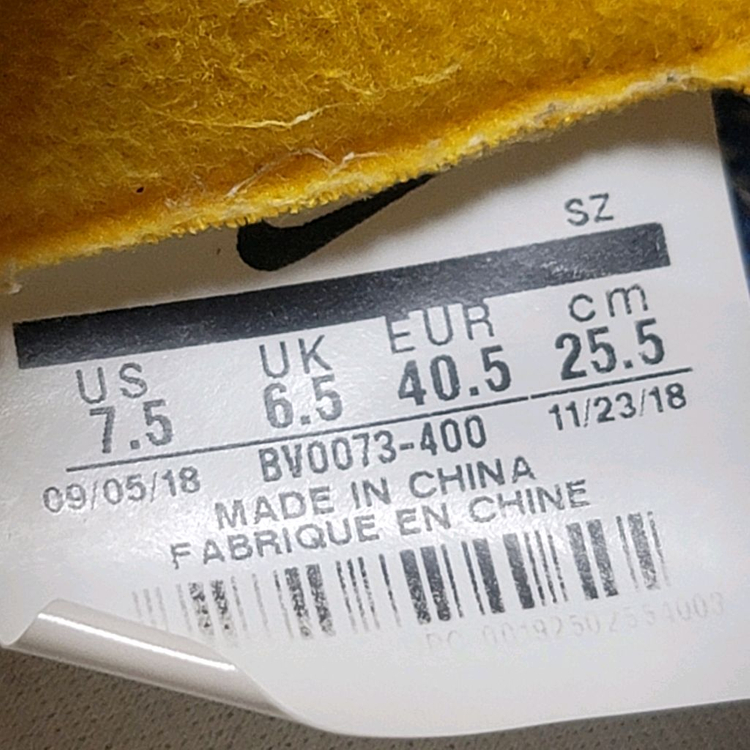 SZ
US UK EUR cm
7.5 6.5 40.5 25.5
09/05/18 BV0073-400 11/23/18
MADE IN CHINA
FABRIQUE EN CHINE